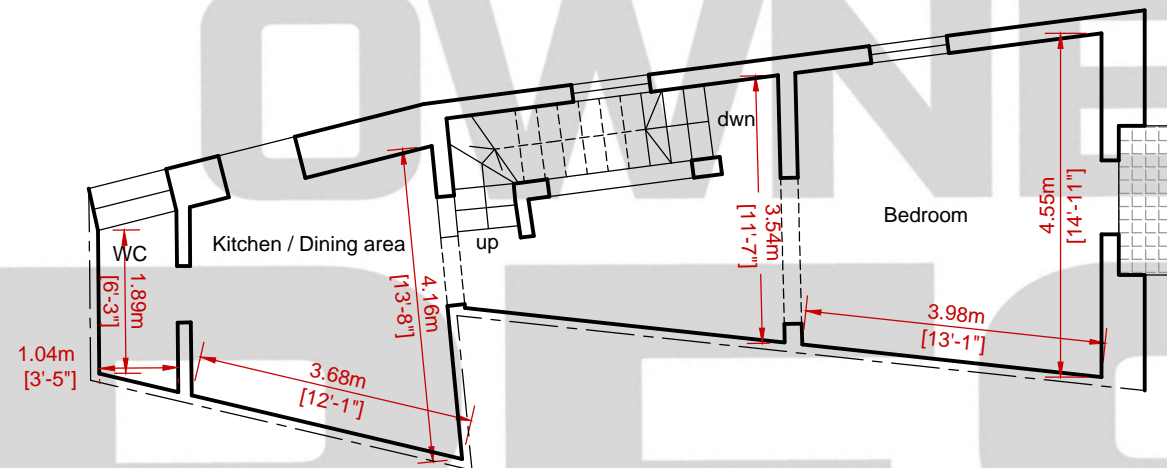 OWNE
dwn
WC
Kitchen / Dining area
up
Bedroom
1.89m
[6'-3"]
1.04m
[3'-5"]
3.68m
[12'-1"]
4.16m
[13'-8"]
3.54m
[11'-7"]
3.98m
[13'-1"]
4.55m
[14'-11"]